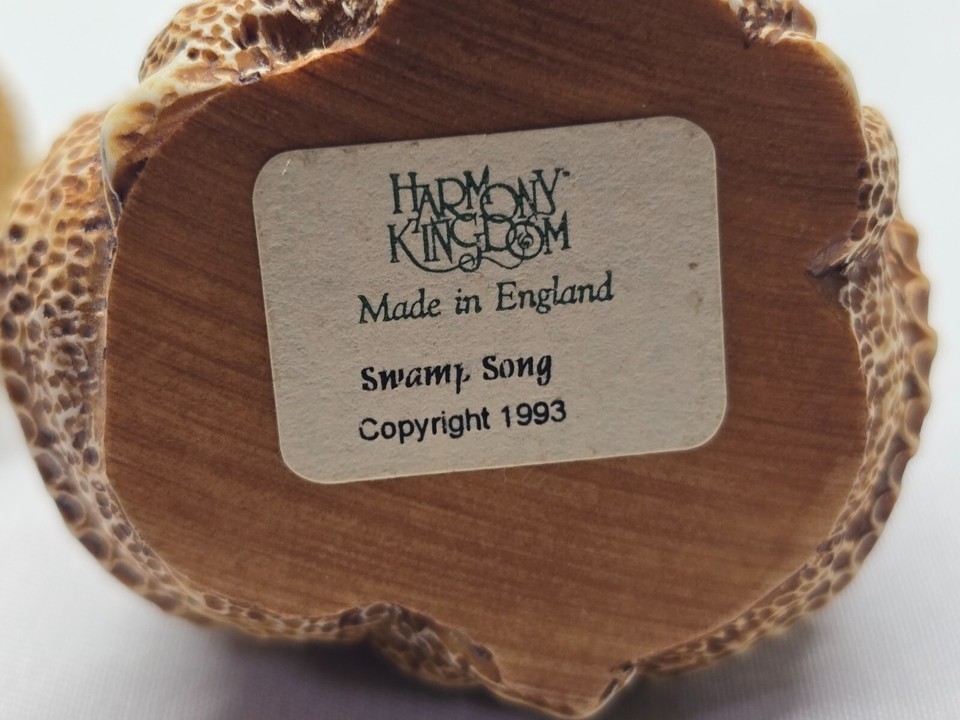 HARMONY™
KINGDOM
Made in England
Swamp Song
Copyright 1993